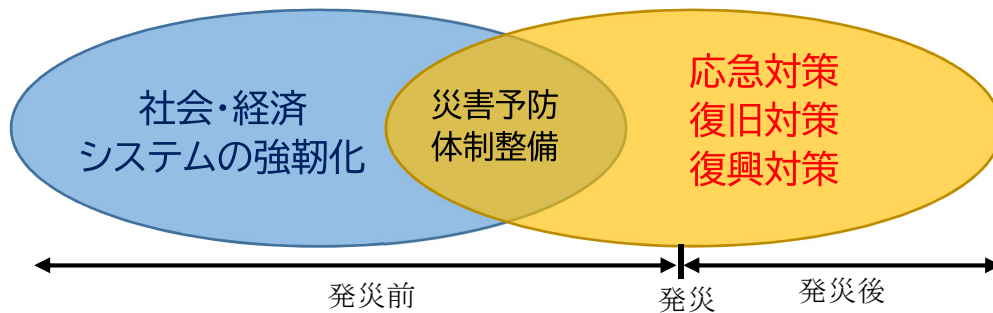 社会・経済
システムの強靭化
災害予防
体制整備
応急対策
復旧対策
復興対策
発災前
発災
発災後